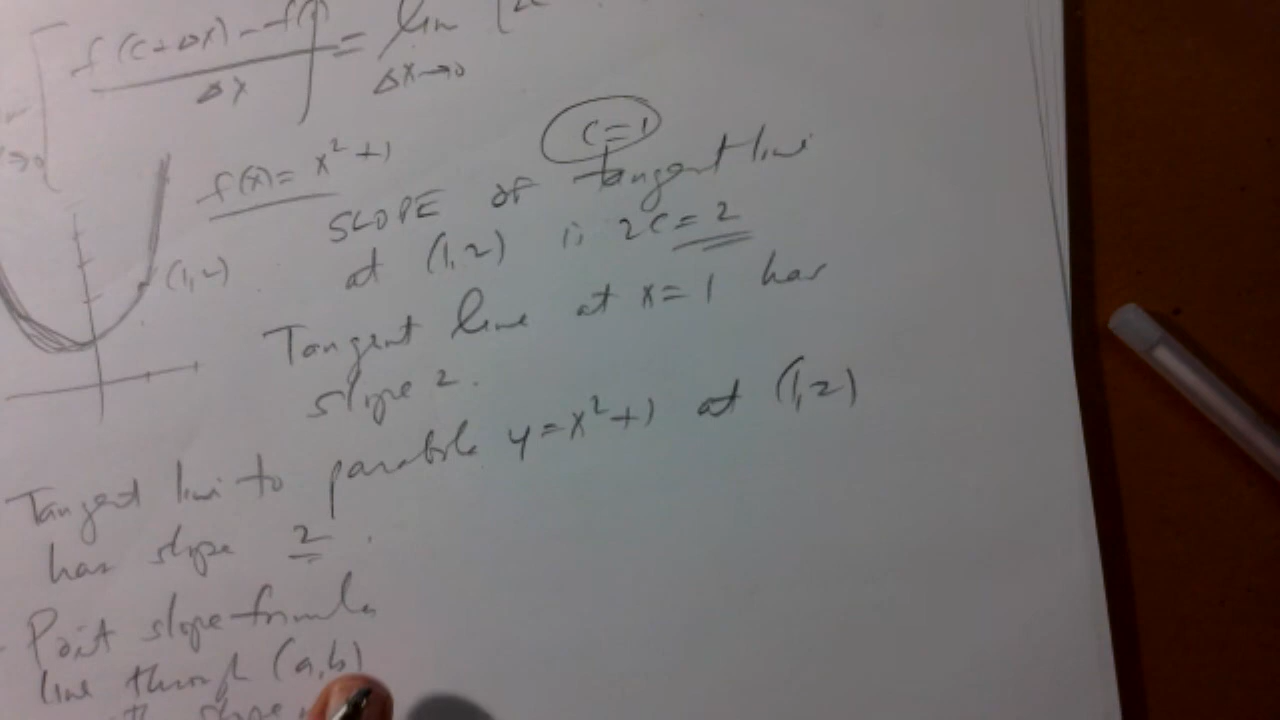 f(c+Δx) - f( = lim [2
Δx Δx→0
c=1
f(x) = x² + 1
SLOPE OF tangent line
at (1,2) is 2c = 2
(1,2)
Tangent line at x = 1 has
slope 2.
Tangent line to parabola y = x² + 1 at (1,2)
has slope 2.
Point slope formula
line through (a,b)
slope